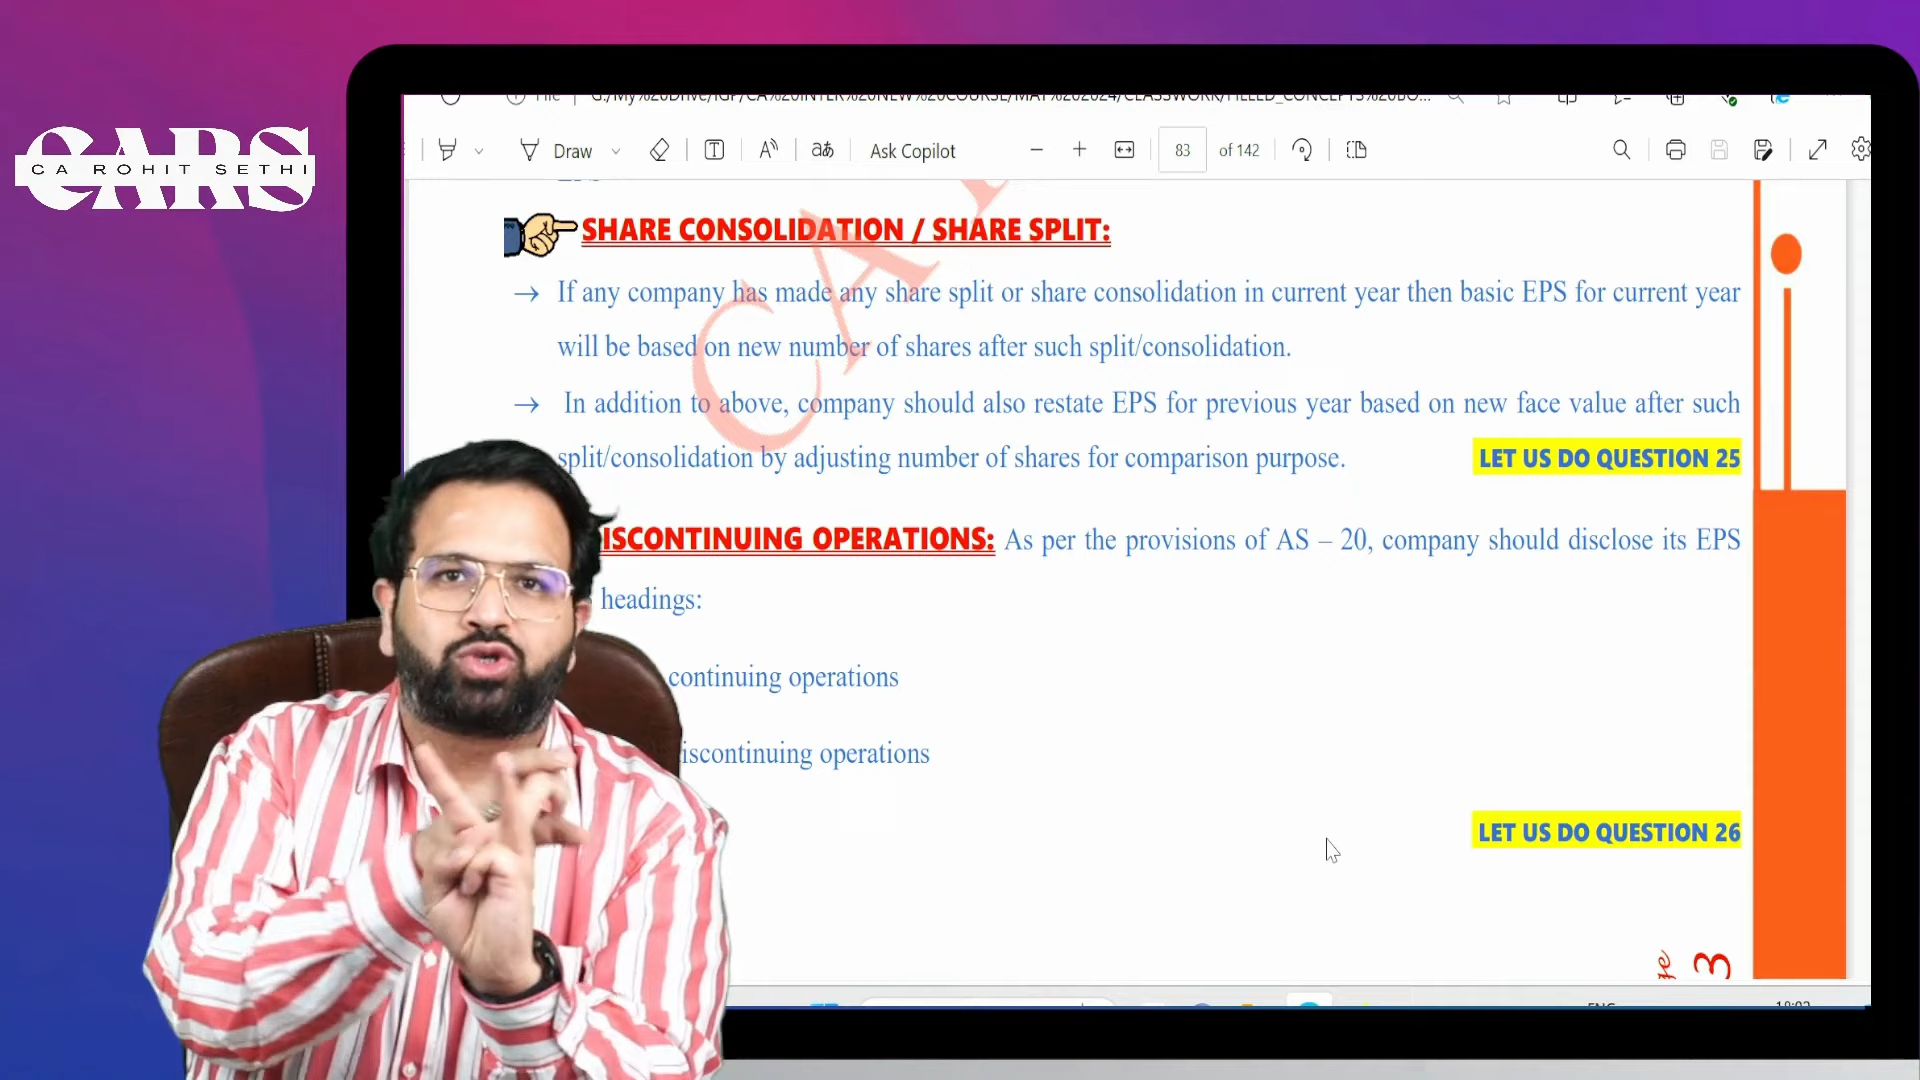 CARS
CA ROHIT SETHI
Draw
Ask Copilot
83
of 142
SHARE CONSOLIDATION / SHARE SPLIT:
→ If any company has made any share split or share consolidation in current year then basic EPS for current year
will be based on new number of shares after such split/consolidation.
→ In addition to above, company should also restate EPS for previous year based on new face value after such
split/consolidation by adjusting number of shares for comparison purpose. LET US DO QUESTION 25
ISCONTINUING OPERATIONS: As per the provisions of AS – 20, company should disclose its EPS
headings:
continuing operations
iscontinuing operations
LET US DO QUESTION 26
3